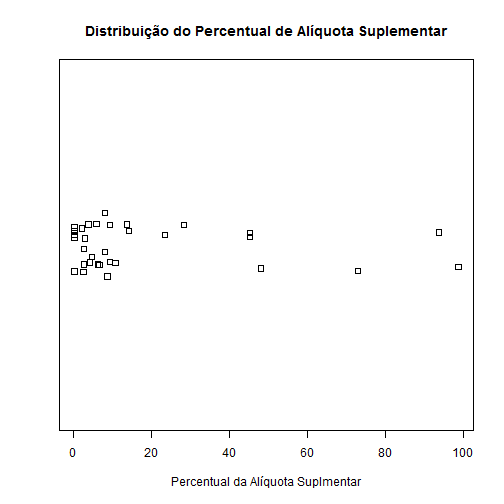 Distribuição do Percentual de Alíquota Suplementar
0 20 40 60 80 100
Percentual da Alíquota Suplmentar